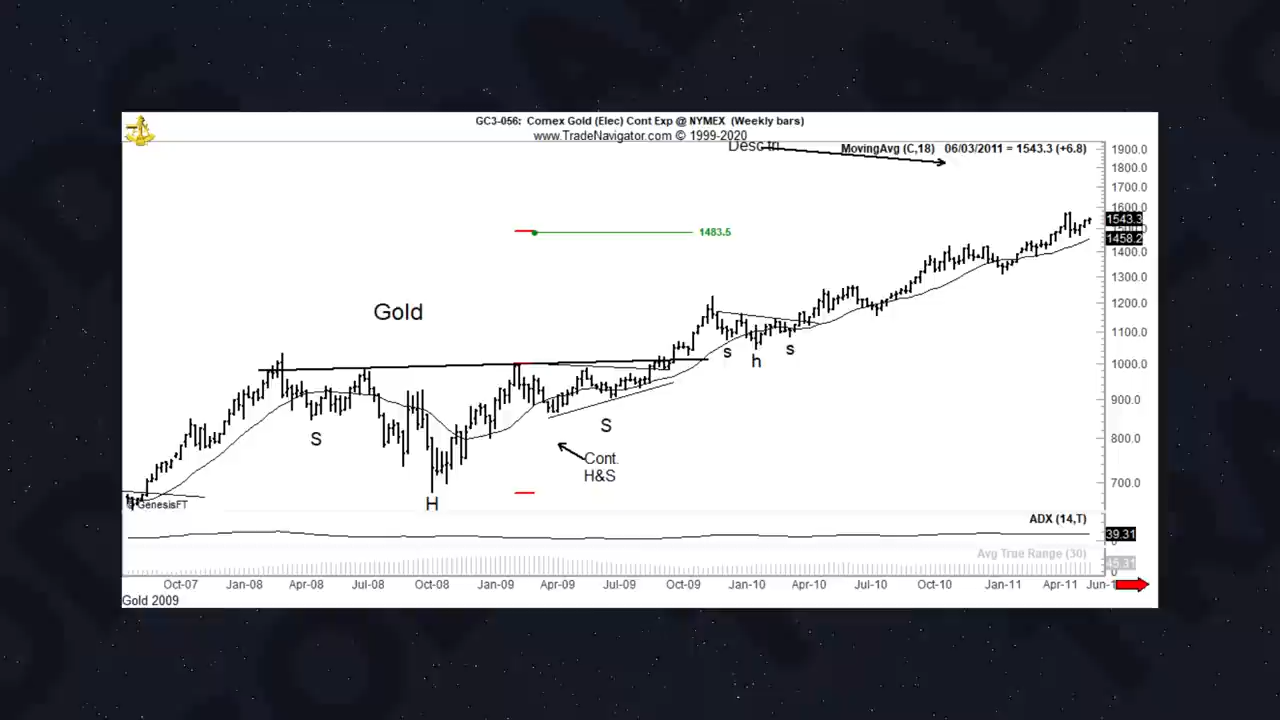 GC3-056: Comex Gold (Elec) Cont Exp @ NYMEX (Weekly bars)
www.TradeNavigator.com © 1999-2020
MovingAvg (C,18) 06/03/2011 = 1543.3 (+6.8)
1900.0
1800.0
1700.0
1600.0
1543.3
1458.2
1400.0
1300.0
1200.0
1100.0
1000.0
900.0
800.0
700.0
1483.5
Gold
s
h
s
S
S
Cont.
H&S
H
© GenesisFT
ADX (14,T)
39.31
Avg True Range (30)
45.31
0
Oct-07 Jan-08 Apr-08 Jul-08 Oct-08 Jan-09 Apr-09 Jul-09 Oct-09 Jan-10 Apr-10 Jul-10 Oct-10 Jan-11 Apr-11
Gold 2009